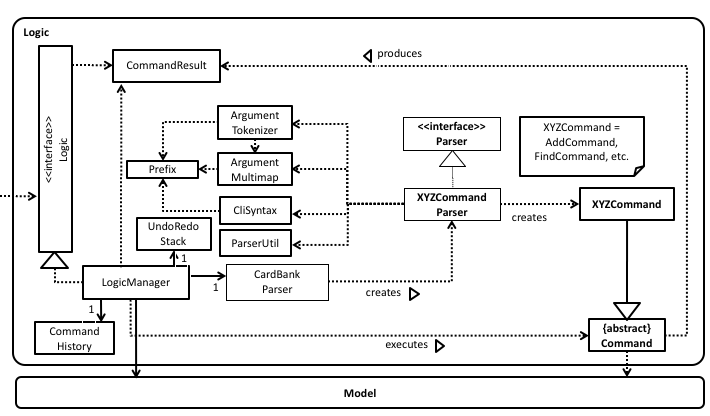 Logic
produces
CommandResult
<<interface>>
Logic
Argument
Tokenizer
<<interface>>
Parser
XYZCommand =
AddCommand,
FindCommand, etc.
Prefix
Argument
Multimap
CliSyntax
XYZCommand
Parser
creates
XYZCommand
UndoRedo
Stack
ParserUtil
1
LogicManager
1
CardBank
Parser
creates
1
Command
History
executes
{abstract}
Command
Model